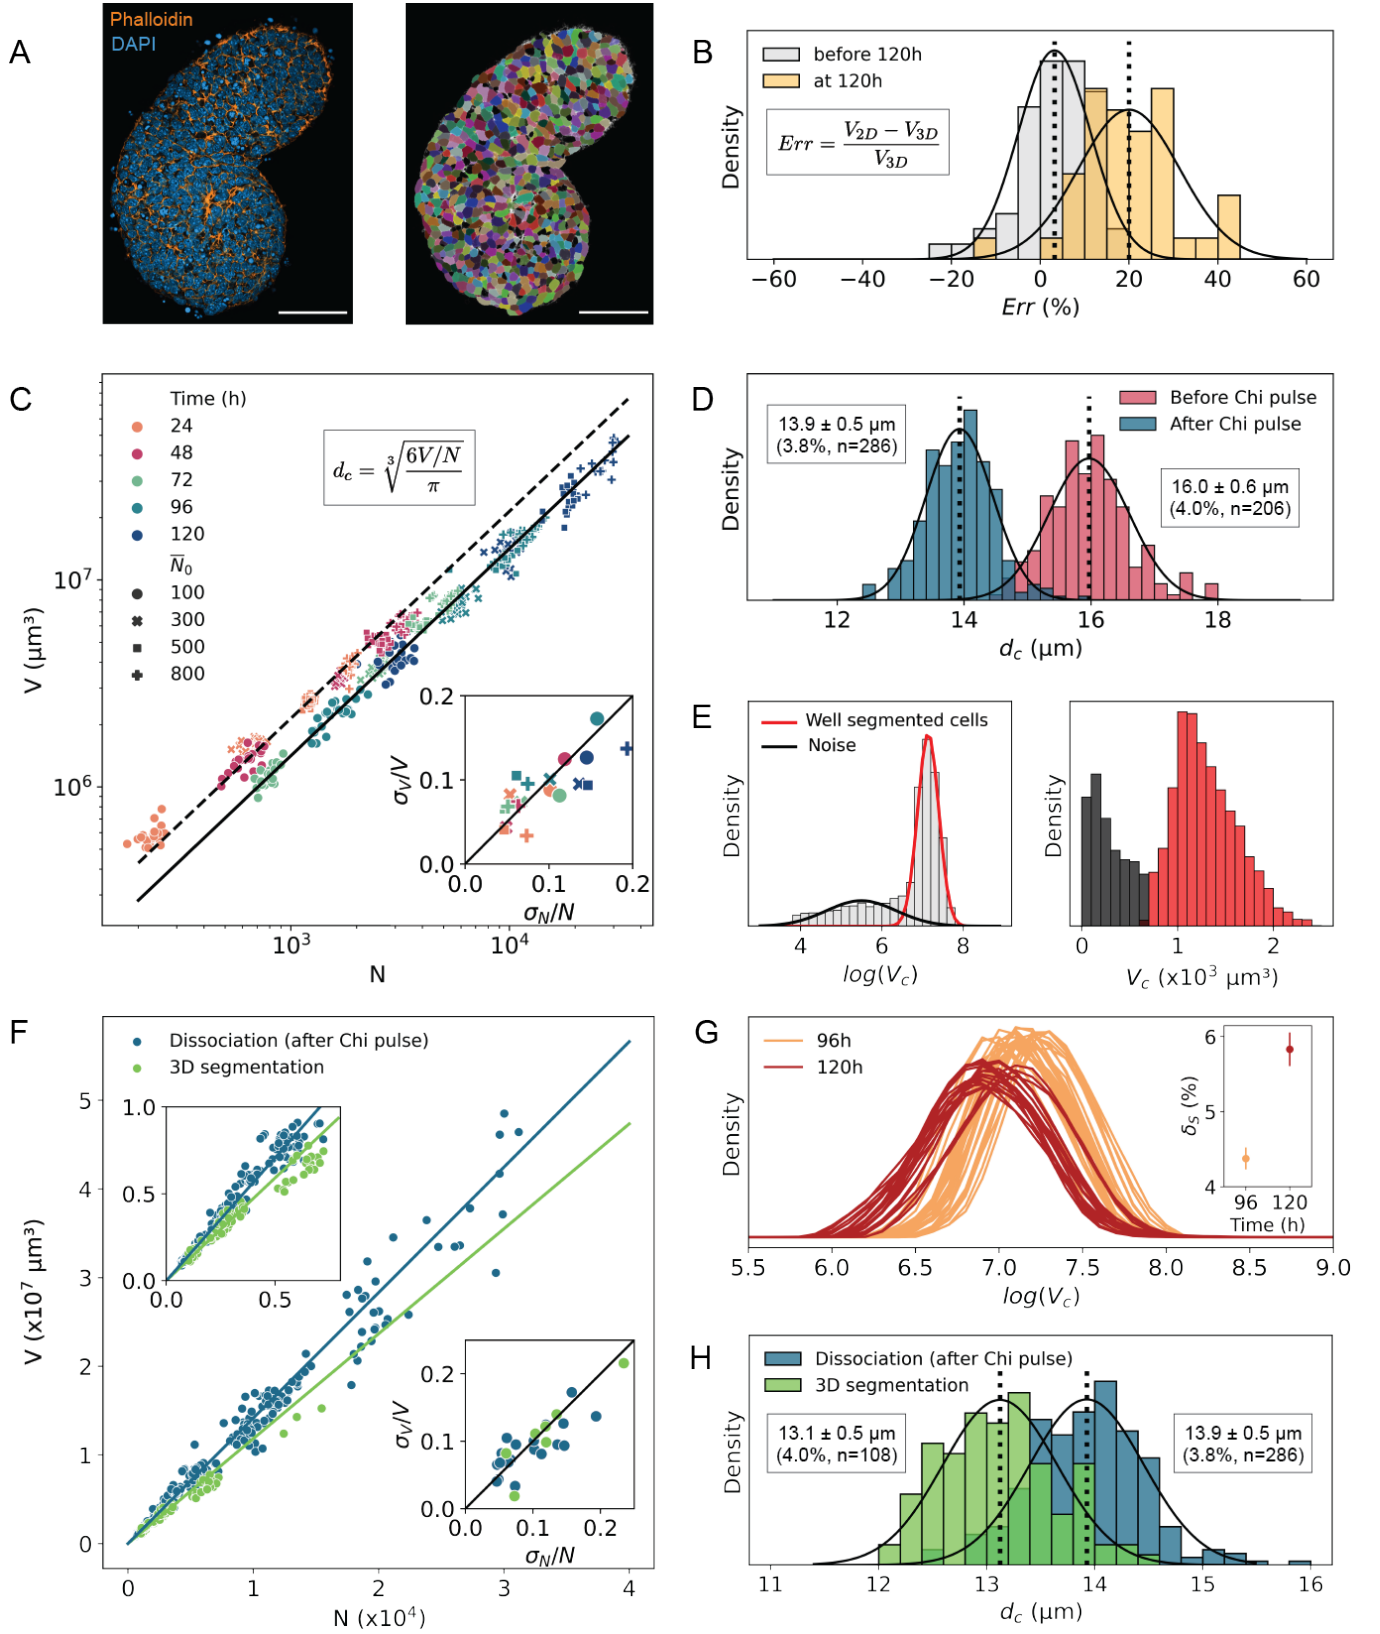 A
Phalloidin
DAPI
B
before 120h
at 120h
Err = (V2D − V3D) / V3D
Density
−60 −40 −20 0 20 40 60
Err (%)
C
Time (h)
24
48
72
96
120
N̅0
100
300
500
800
dc = ∛((6V/N)/π)
10⁷
10⁶
V (μm³)
10³ 10⁴
N
0.2
0.1
0.0
σV/V
0.0 0.1 0.2
σN/N
D
Before Chi pulse
After Chi pulse
13.9 ± 0.5 μm
(3.8%, n=286)
16.0 ± 0.6 μm
(4.0%, n=206)
Density
12 14 16 18
dc (μm)
E
Well segmented cells
Noise
Density
4 6 8
log(Vc)
Density
0 1 2
Vc (x10³ μm³)
F
Dissociation (after Chi pulse)
3D segmentation
5
4
3
2
1
0
V (x10⁷ μm³)
0 1 2 3 4
N (x10⁴)
1.0
0.5
0.0
0.0 0.5
0.2
0.1
0.0
σV/V
0.0 0.1 0.2
σN/N
G
96h
120h
Density
5.5 6.0 6.5 7.0 7.5 8.0 8.5 9.0
log(Vc)
6
5
4
δS (%)
96 120
Time (h)
H
Dissociation (after Chi pulse)
3D segmentation
13.1 ± 0.5 μm
(4.0%, n=108)
13.9 ± 0.5 μm
(3.8%, n=286)
Density
11 12 13 14 15 16
dc (μm)